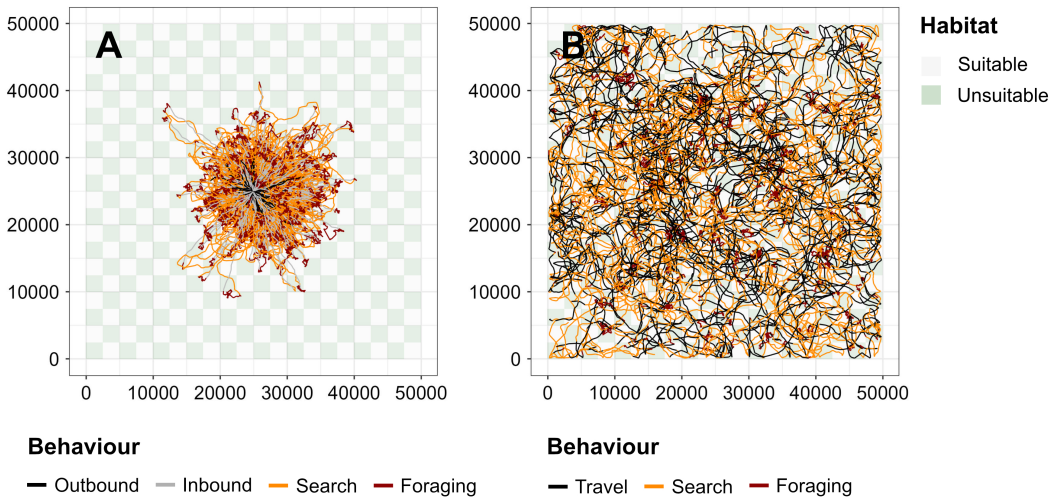 A
50000
40000
30000
20000
10000
0
0 10000 20000 30000 40000 50000
Behaviour
Outbound Inbound Search Foraging
B
50000
40000
30000
20000
10000
0
0 10000 20000 30000 40000 50000
Behaviour
Travel Search Foraging
Habitat
Suitable
Unsuitable